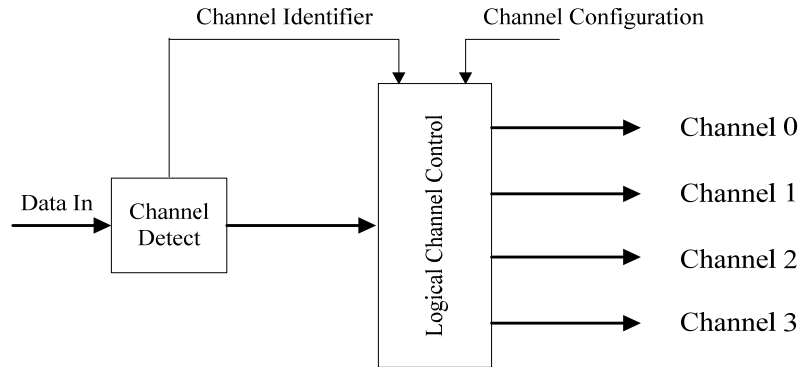 Channel Identifier
Channel Configuration
Data In
Channel
Detect
Logical Channel Control
Channel 0
Channel 1
Channel 2
Channel 3